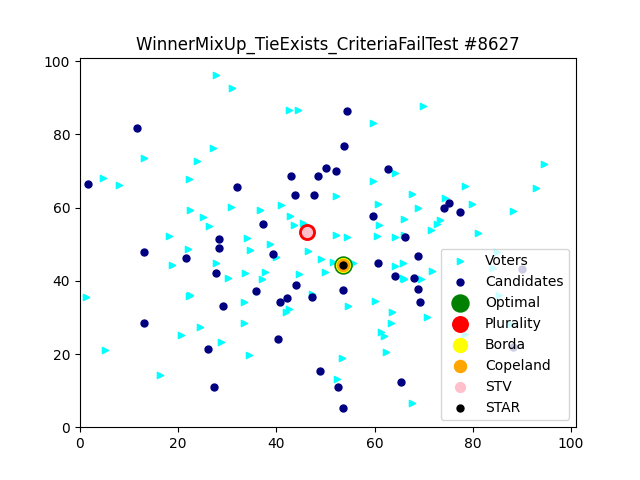 WinnerMixUp_TieExists_CriteriaFailTest #8627
100
80
60
40
20
0
0 20 40 60 80 100
Voters
Candidates
Optimal
Plurality
Borda
Copeland
STV
STAR